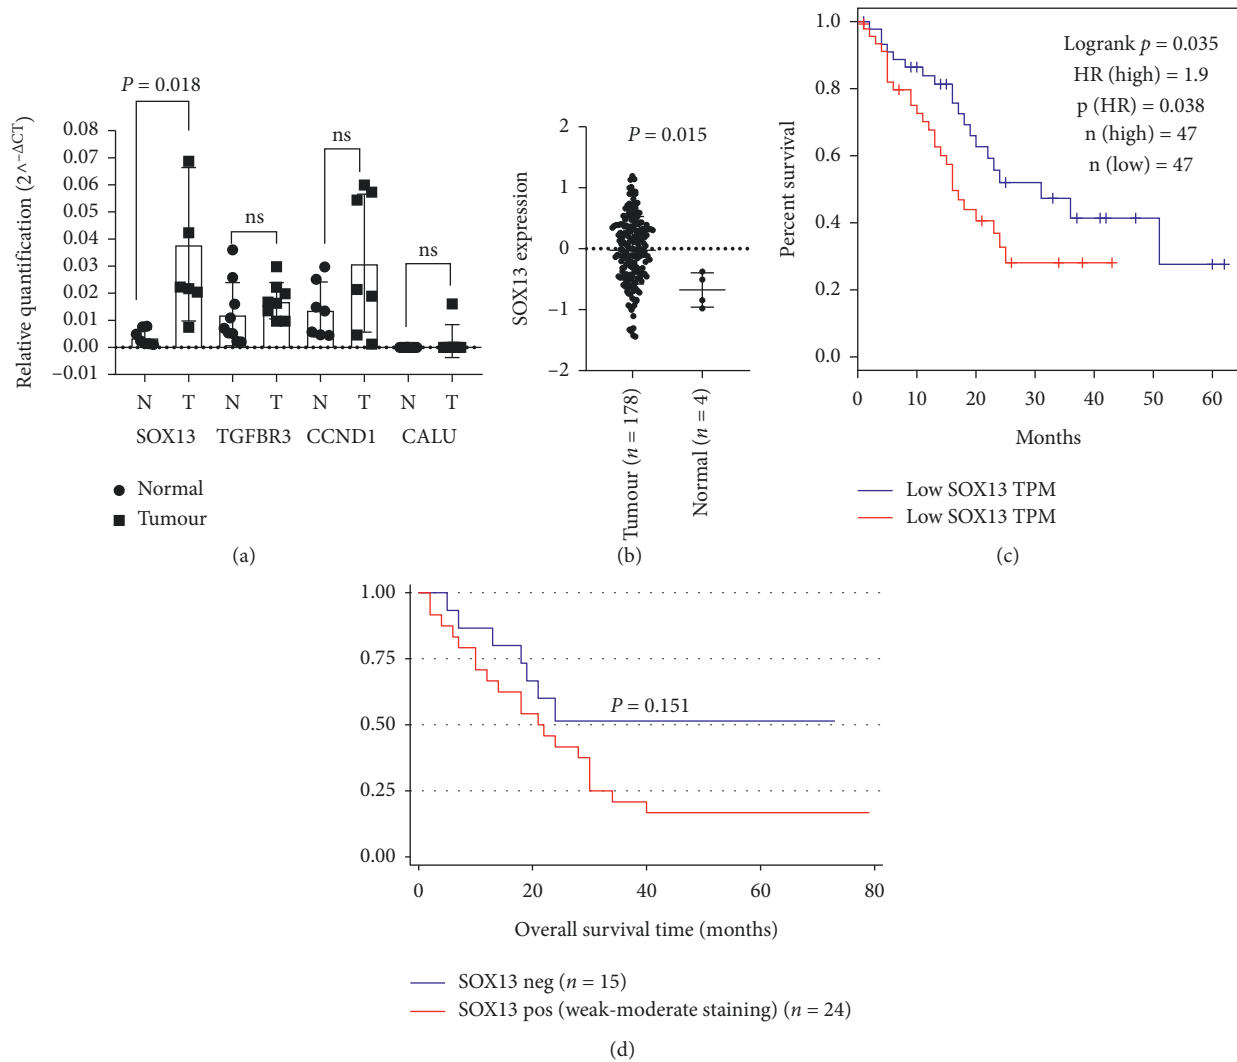 P = 0.018
ns
ns
ns
0.08
0.07
0.06
0.05
0.04
0.03
0.02
0.01
0.00
–0.01
Relative quantification (2^–ΔCT)
N T N T N T N T
SOX13 TGFBR3 CCND1 CALU
Normal
Tumour
(a)
P = 0.015
2
1
0
–1
–2
SOX13 expression
Tumour (n = 178)
Normal (n = 4)
(b)
1.0
0.8
0.6
0.4
0.2
0.0
Percent survival
Logrank p = 0.035
HR (high) = 1.9
p (HR) = 0.038
n (high) = 47
n (low) = 47
0 10 20 30 40 50 60
Months
Low SOX13 TPM
Low SOX13 TPM
(c)
1.00
0.75
0.50
0.25
0.00
P = 0.151
0 20 40 60 80
Overall survival time (months)
SOX13 neg (n = 15)
SOX13 pos (weak-moderate staining) (n = 24)
(d)